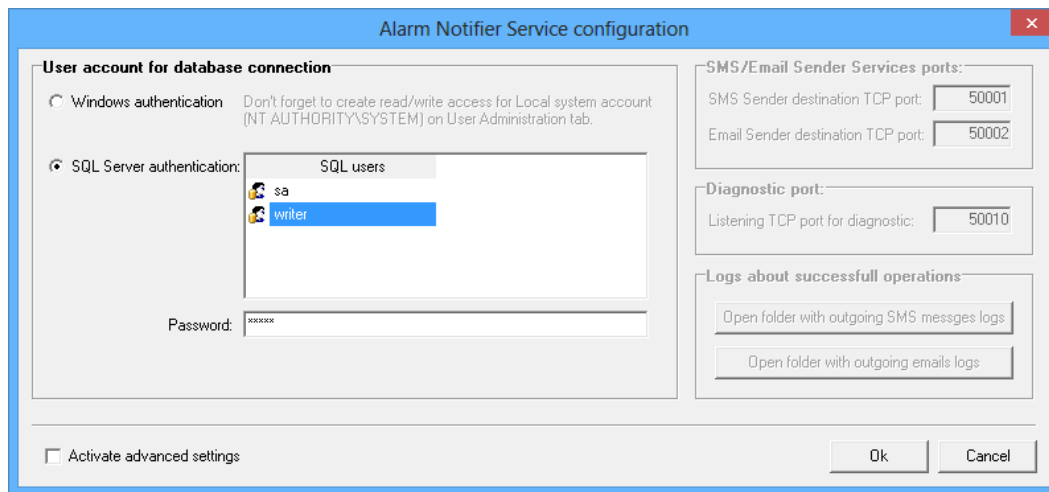 Alarm Notifier Service configuration
User account for database connection
Windows authentication
Don't forget to create read/write access for Local system account
(NT AUTHORITY\SYSTEM) on User Administration tab.
SQL Server authentication:
SQL users
sa
writer
Password:
*****
SMS/Email Sender Services ports:
SMS Sender destination TCP port: 50001
Email Sender destination TCP port: 50002
Diagnostic port:
Listening TCP port for diagnostic: 50010
Logs about successfull operations
Open folder with outgoing SMS messges logs
Open folder with outgoing emails logs
Activate advanced settings
Ok
Cancel